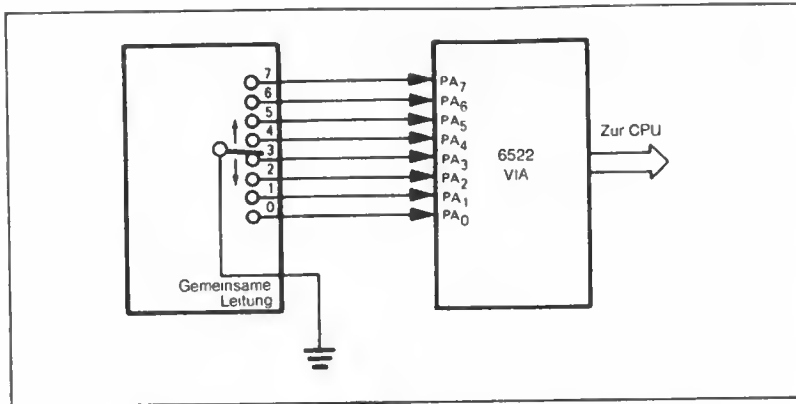 7
6
5
4
3
2
1
0
Gemeinsame
Leitung
PA7
PA6
PA5
PA4
PA3
PA2
PA1
PA0
6522
VIA
Zur CPU